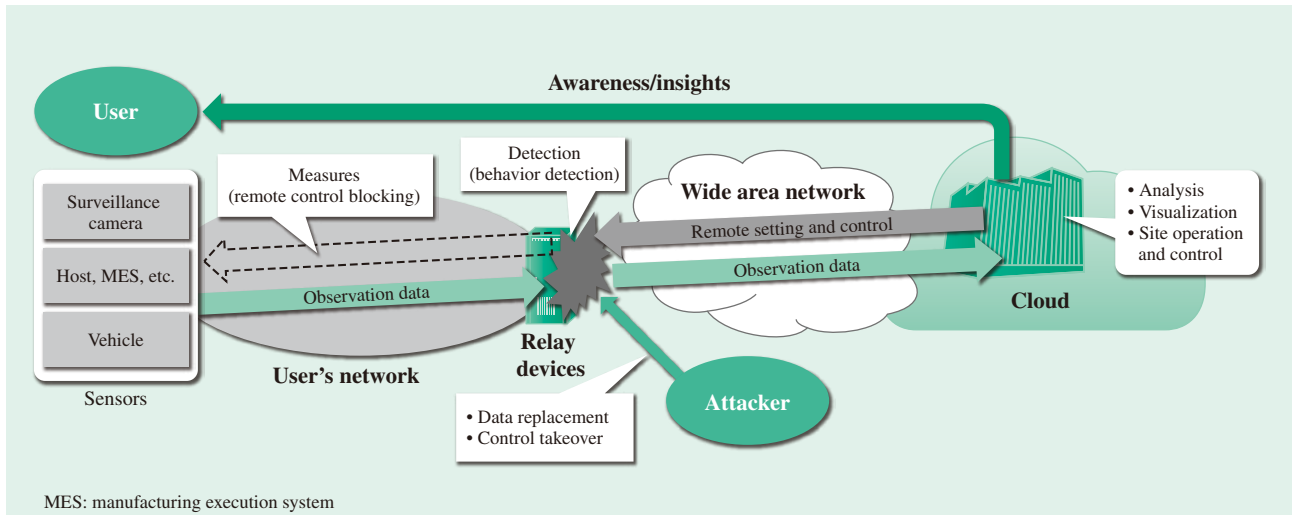 Awareness/insights
User
Detection
(behavior detection)
Measures
(remote control blocking)
Wide area network
Surveillance
camera
Host, MES, etc.
Vehicle
Sensors
Remote setting and control
Observation data
Observation data
• Analysis
• Visualization
• Site operation
and control
Cloud
Relay
devices
User's network
Attacker
• Data replacement
• Control takeover
MES: manufacturing execution system